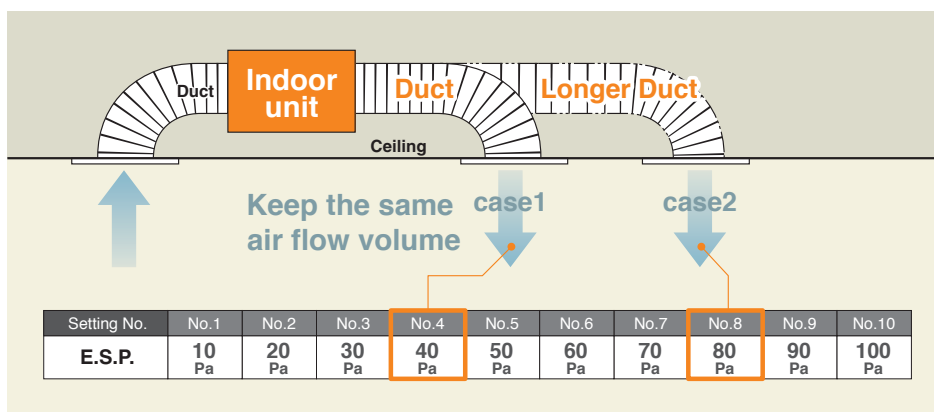 Duct
Indoor
unit
Duct
Longer Duct
Ceiling
Keep the same
air flow volume
case1
case2
Setting No. No.1 No.2 No.3 No.4 No.5 No.6 No.7 No.8 No.9 No.10
E.S.P. 10 20 30 40 50 60 70 80 90 100
Pa Pa Pa Pa Pa Pa Pa Pa Pa Pa